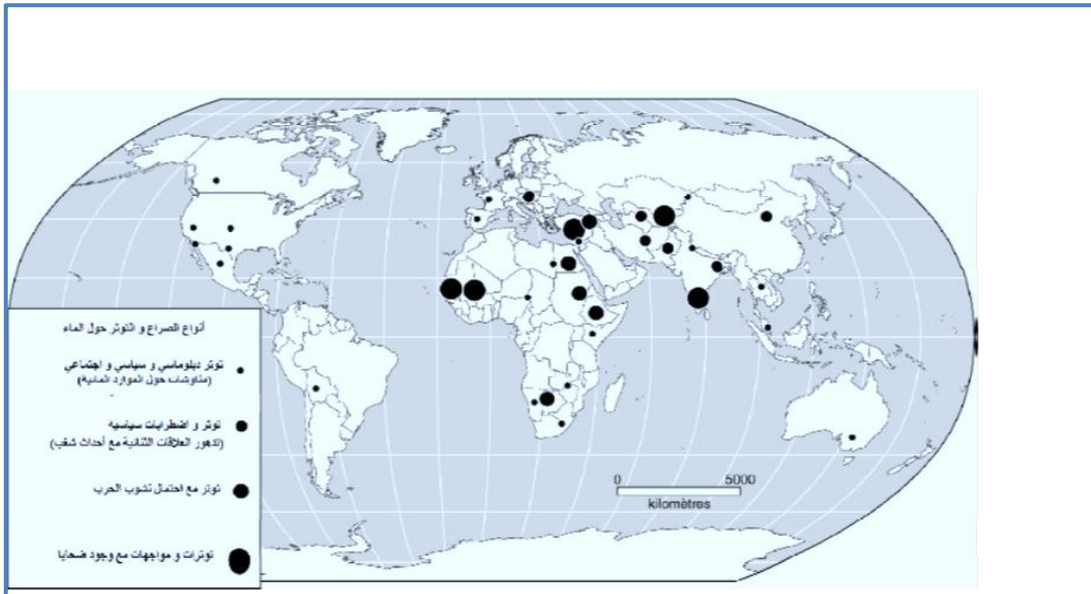 أنواع الصراع و التوتر حول الماء
توتر دبلوماسي و سياسي و اجتماعي
(مناوشات حول الموارد المائية)
توتر و اضطرابات سياسية
(تدهور العلاقات الثنائية مع أحداث شغب)
توتر مع احتمال نشوب الحرب
توترات و مواجهات مع وجود ضحايا
0 5000
kilomètres